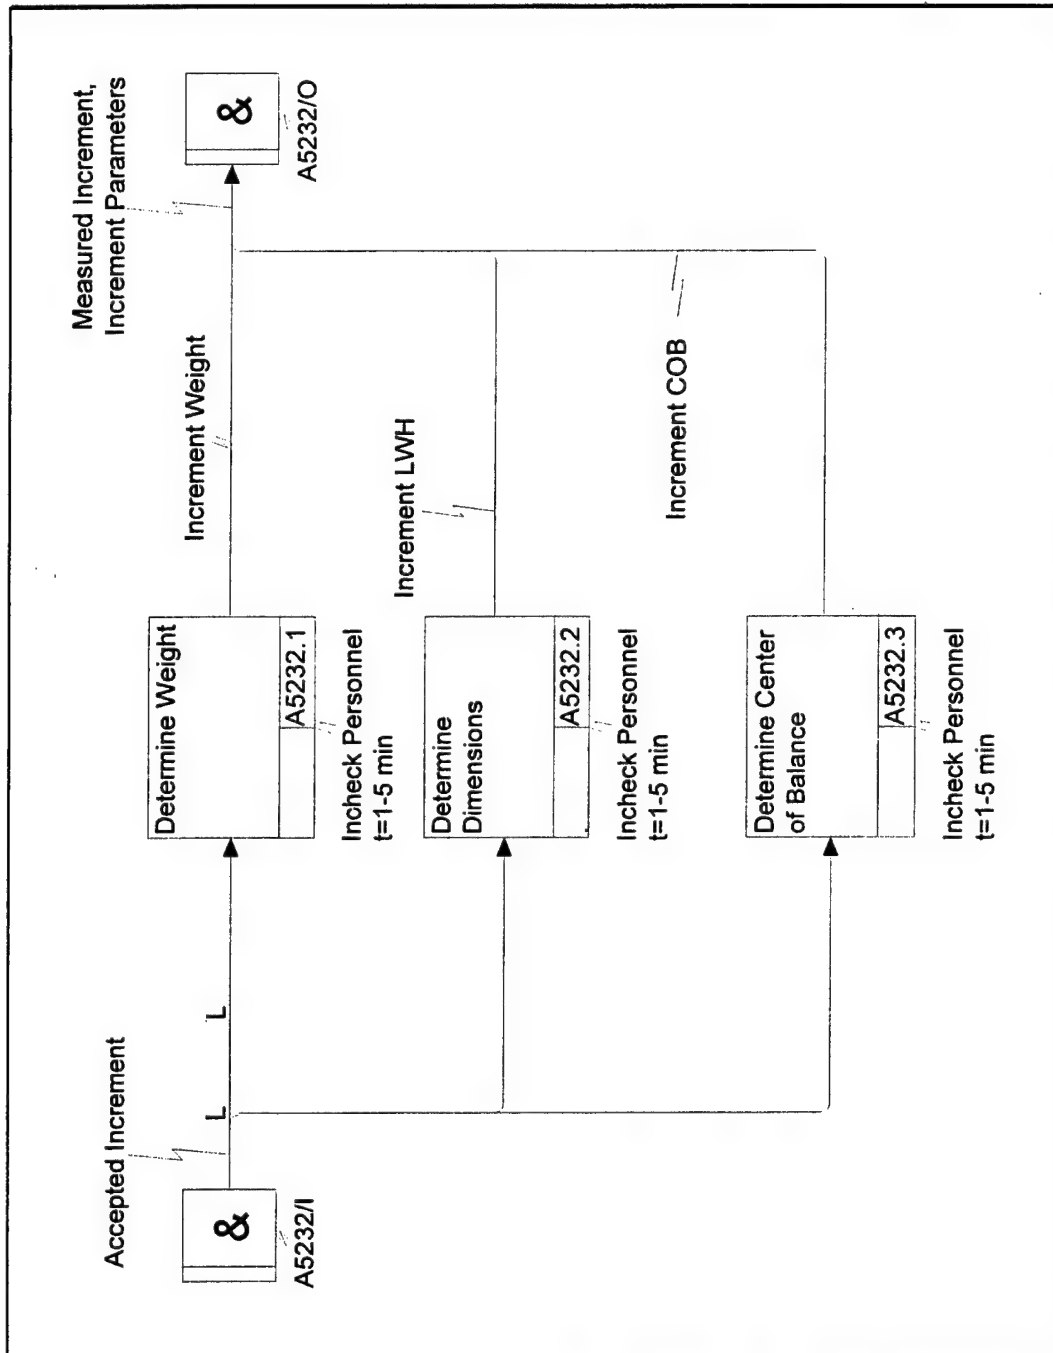 Accepted Increment
L
L
&
A5232/I
Determine Weight
A5232.1
Incheck Personnel
t=1-5 min
Increment Weight
Measured Increment,
Increment Parameters
&
A5232/O
Determine
Dimensions
A5232.2
Incheck Personnel
t=1-5 min
Increment LWH
Determine Center
of Balance
A5232.3
Incheck Personnel
t=1-5 min
Increment COB